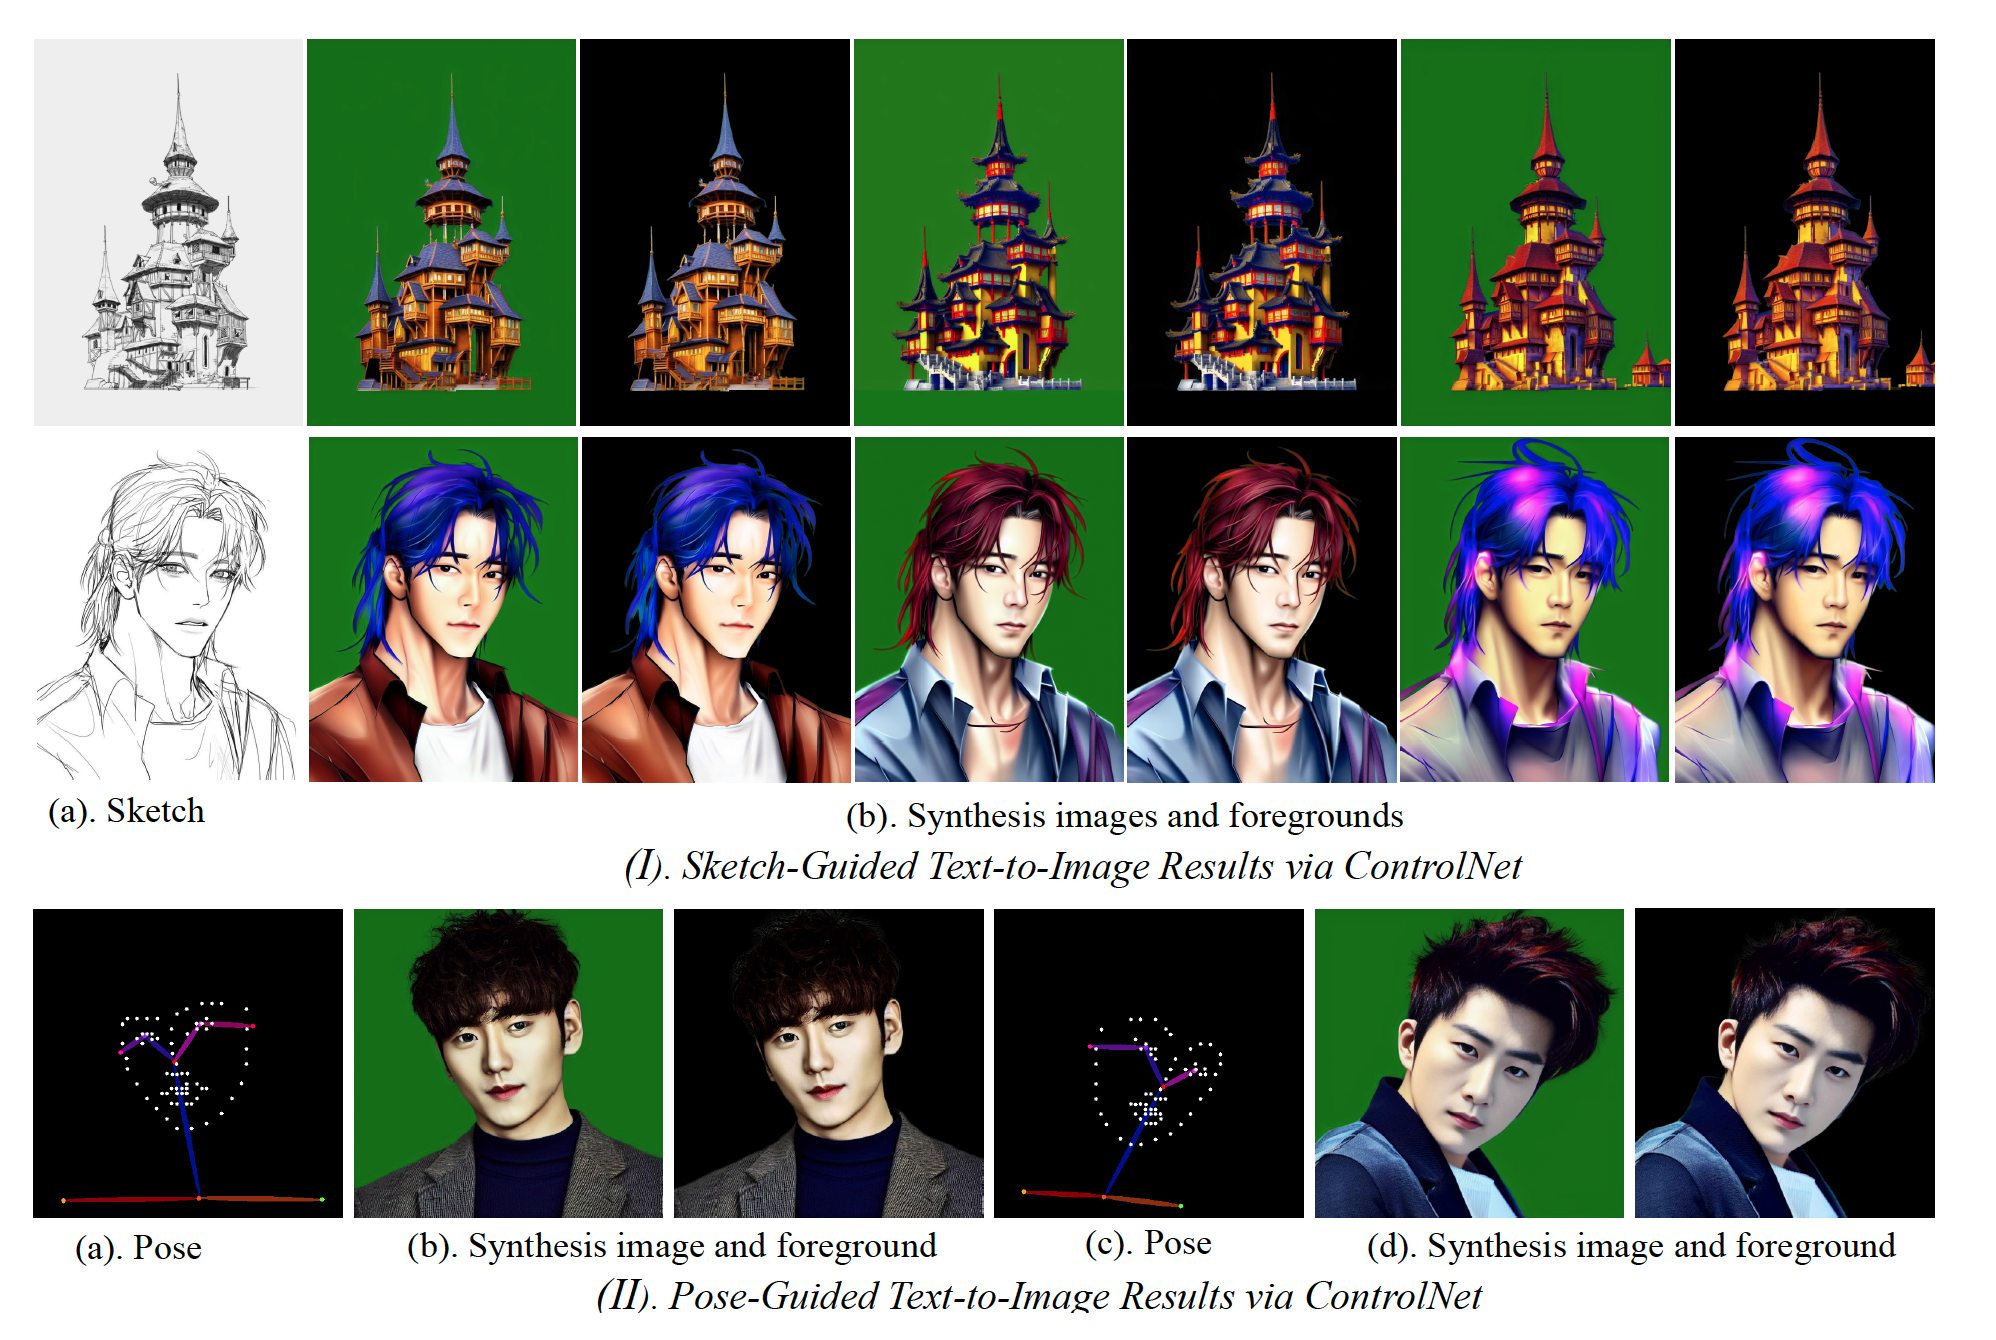 (a). Sketch
(b). Synthesis images and foregrounds
(I). Sketch-Guided Text-to-Image Results via ControlNet
(a). Pose
(b). Synthesis image and foreground
(c). Pose
(d). Synthesis image and foreground
(II). Pose-Guided Text-to-Image Results via ControlNet